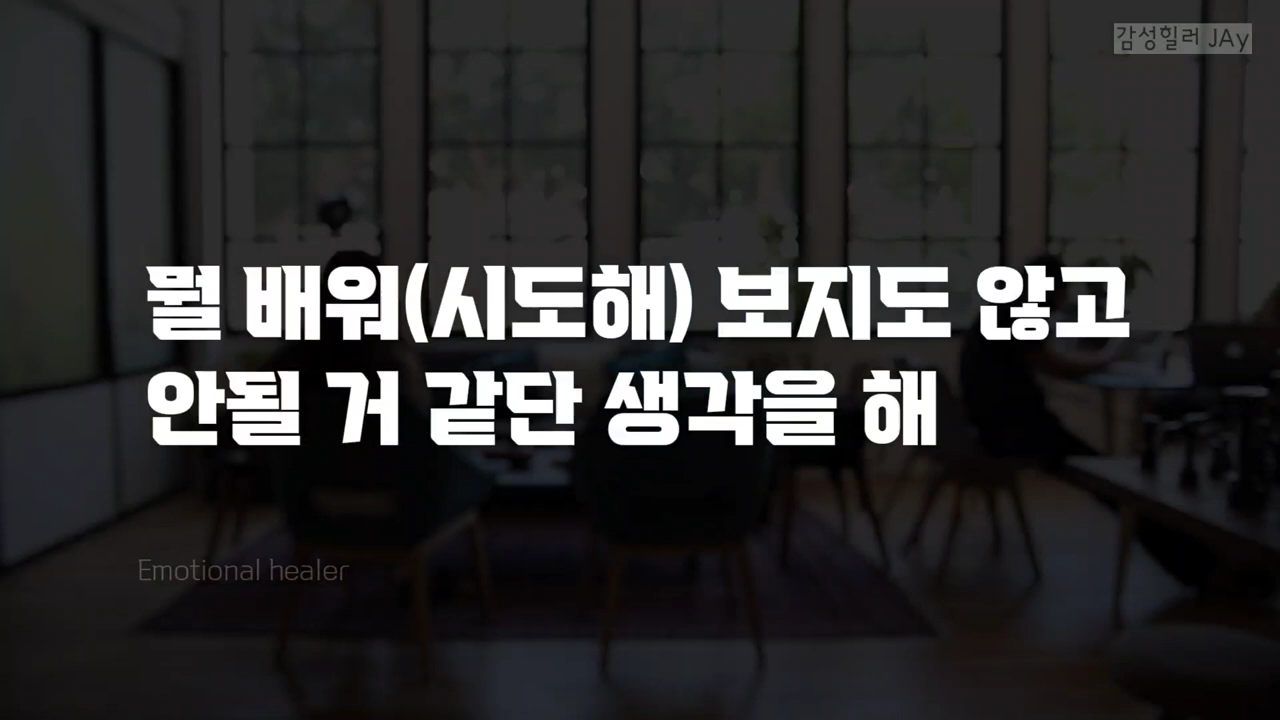 감성힐러 JAy
뭘 배워(시도해) 보지도 않고
안될 거 같단 생각을 해
Emotional healer